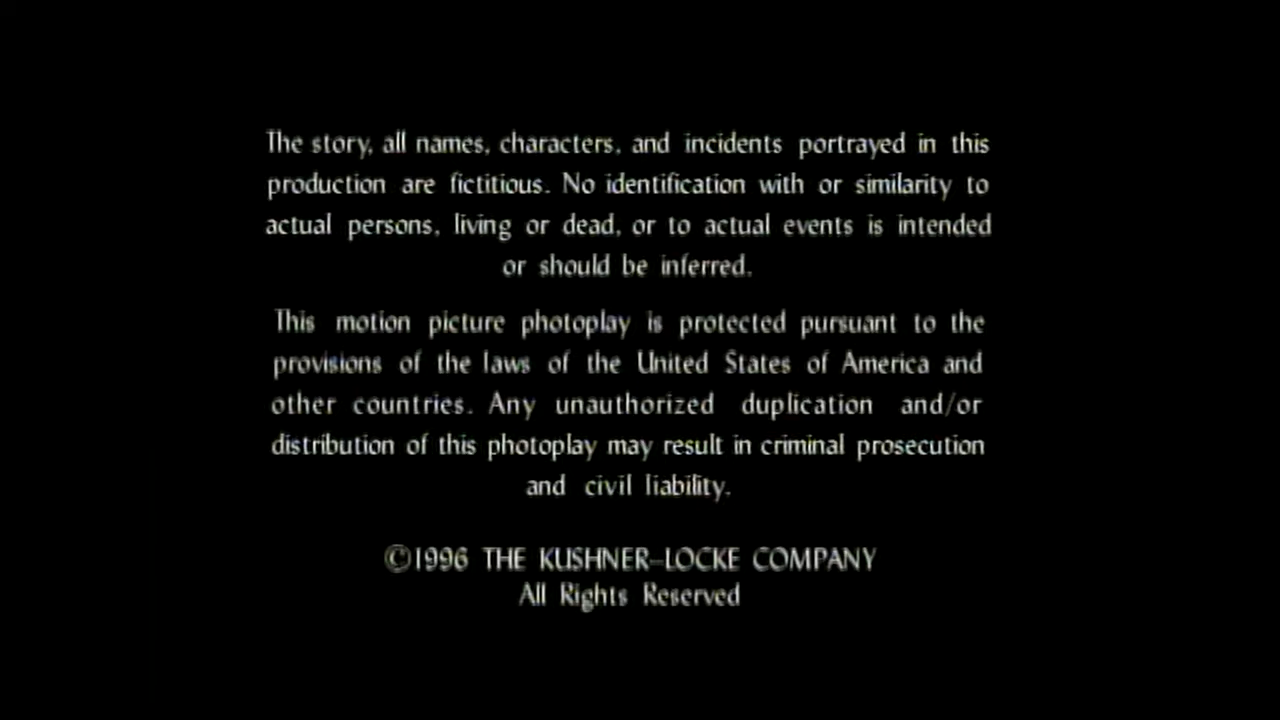 The story, all names, characters, and incidents portrayed in this
production are fictitious. No identification with or similarity to
actual persons, living or dead, or to actual events is intended
or should be inferred.
This motion picture photoplay is protected pursuant to the
provisions of the laws of the United States of America and
other countries. Any unauthorized duplication and/or
distribution of this photoplay may result in criminal prosecution
and civil liability.
©1996 THE KUSHNER-LOCKE COMPANY
All Rights Reserved